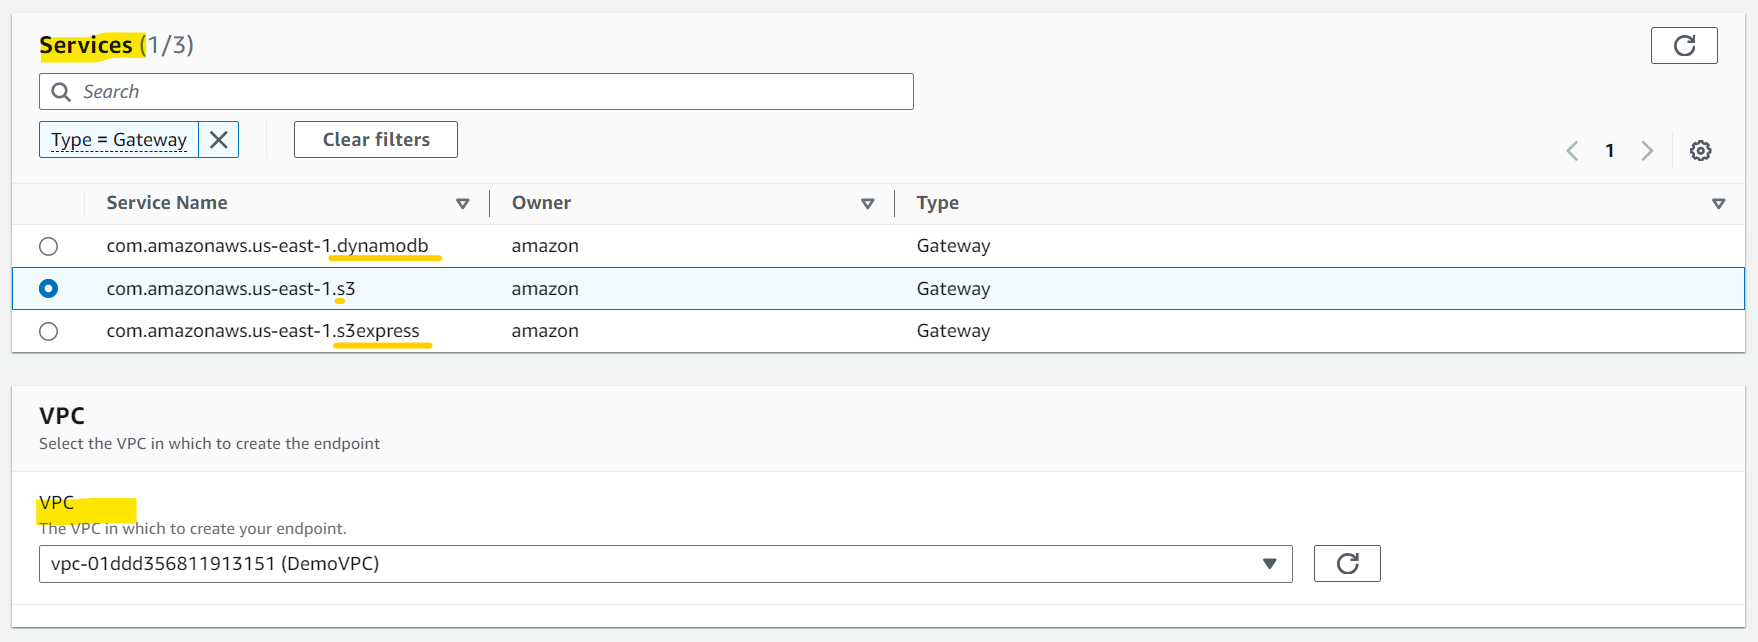 Services (1/3)
Search
Type = Gateway
Clear filters
1
Service Name Owner Type
com.amazonaws.us-east-1.dynamodb amazon Gateway
com.amazonaws.us-east-1.s3 amazon Gateway
com.amazonaws.us-east-1.s3express amazon Gateway
VPC
Select the VPC in which to create the endpoint
VPC
The VPC in which to create your endpoint.
vpc-01ddd356811913151 (DemoVPC)